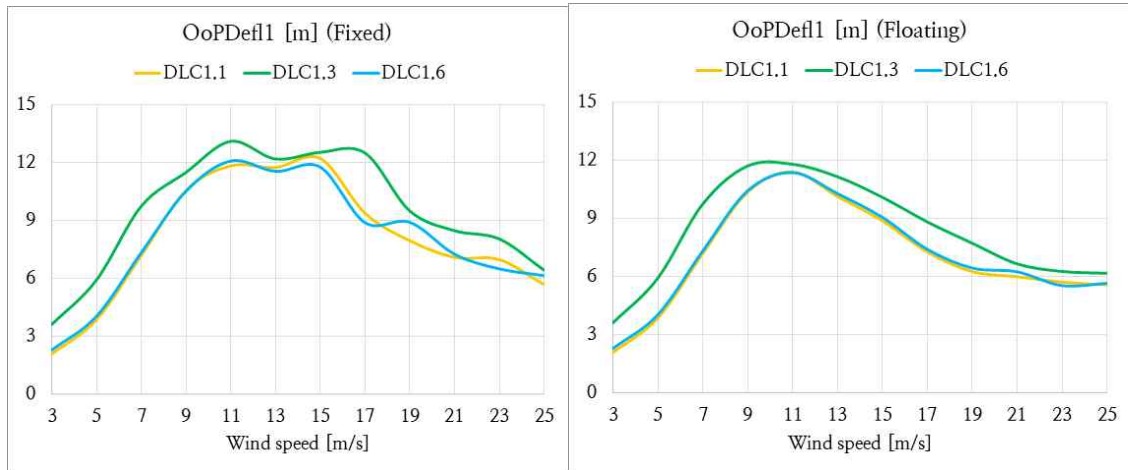 OoPDefl1 [m] (Fixed)
DLC1.1 DLC1.3 DLC1.6
15
12
9
6
3
0
3 5 7 9 11 13 15 17 19 21 23 25
Wind speed [m/s]
OoPDefl1 [m] (Floating)
DLC1.1 DLC1.3 DLC1.6
15
12
9
6
3
0
3 5 7 9 11 13 15 17 19 21 23 25
Wind speed [m/s]